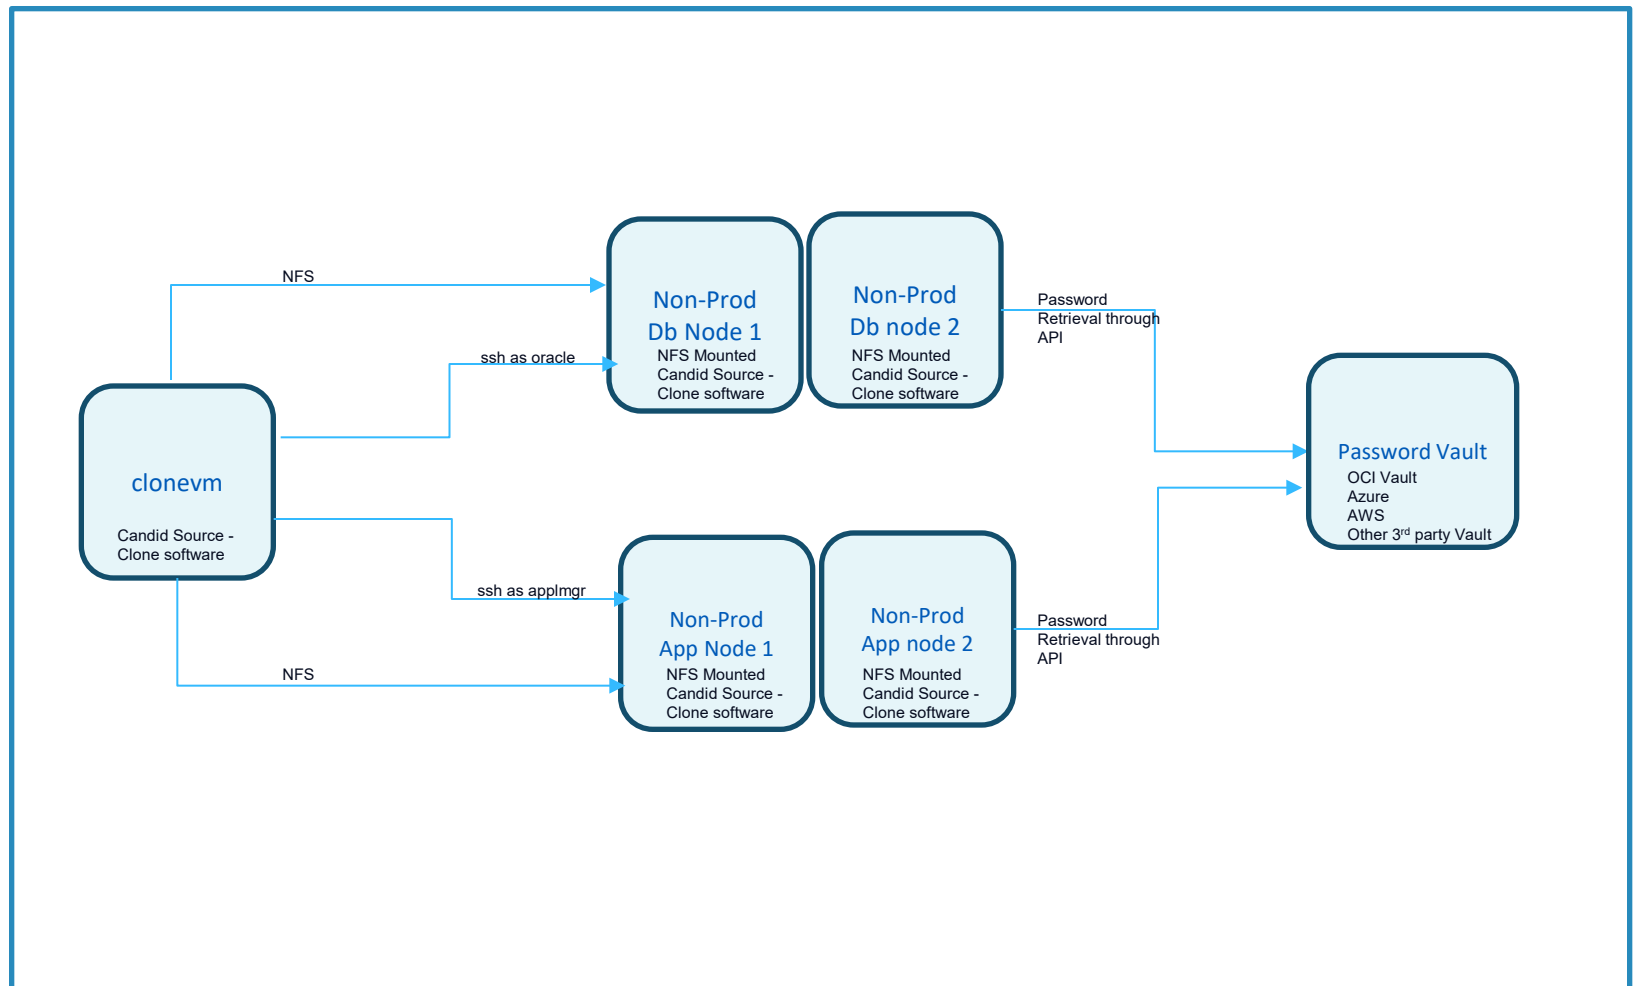 NFS
ssh as oracle
clonevm
Candid Source -
Clone software
ssh as applmgr
NFS
Non-Prod
Db Node 1
NFS Mounted
Candid Source -
Clone software
Non-Prod
Db node 2
NFS Mounted
Candid Source -
Clone software
Non-Prod
App Node 1
NFS Mounted
Candid Source -
Clone software
Non-Prod
App node 2
NFS Mounted
Candid Source -
Clone software
Password
Retrieval through
API
Password
Retrieval through
API
Password Vault
OCI Vault
Azure
AWS
Other 3rd party Vault